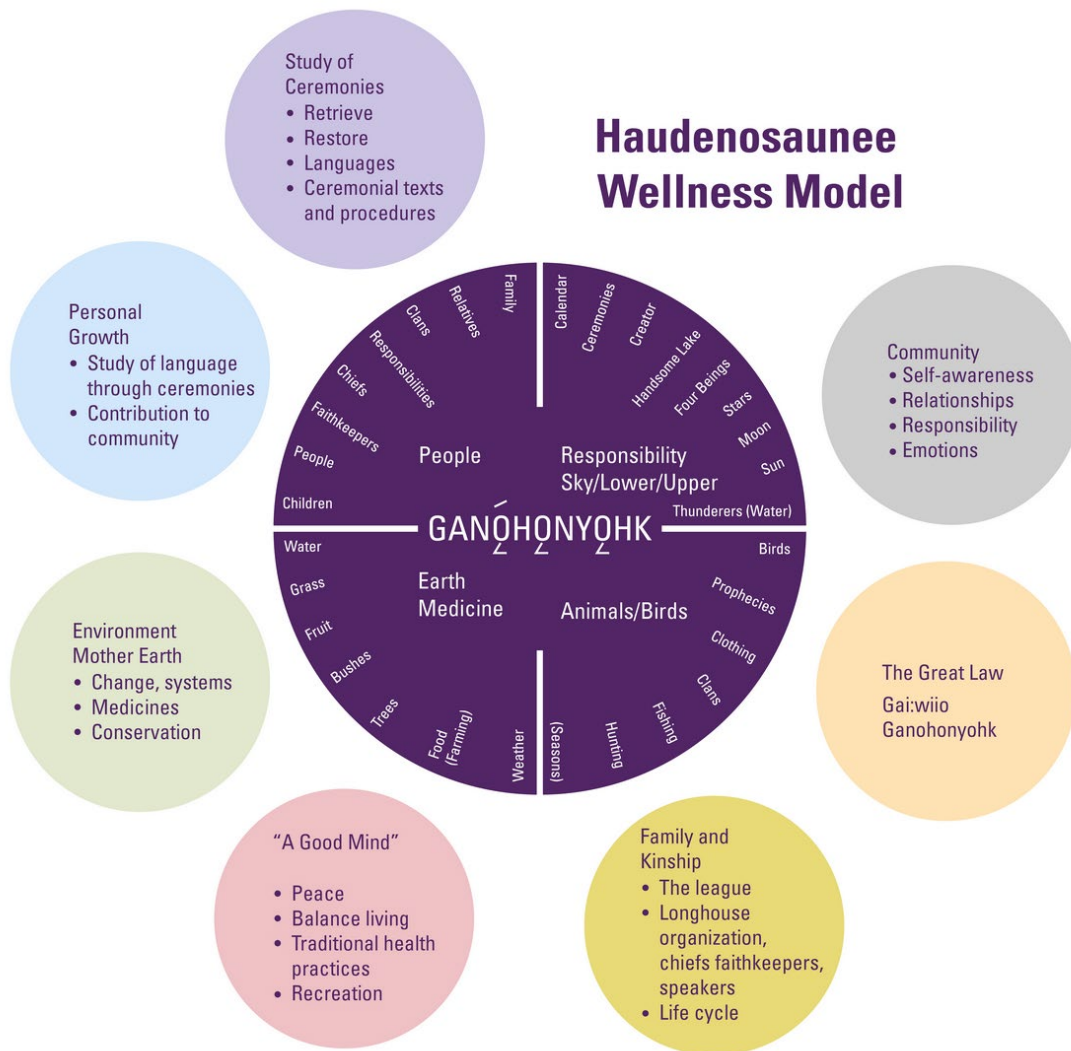 Haudenosaunee
Wellness Model
Study of
Ceremonies
• Retrieve
• Restore
• Languages
• Ceremonial texts
and procedures
Personal
Growth
• Study of language
through ceremonies
• Contribution to
community
Community
• Self-awareness
• Relationships
• Responsibility
• Emotions
Environment
Mother Earth
• Change, systems
• Medicines
• Conservation
The Great Law
Gai:wiio
Ganohonyohk
“A Good Mind”
• Peace
• Balance living
• Traditional health
practices
• Recreation
Family and
Kinship
• The league
• Longhouse
organization,
chiefs faithkeepers,
speakers
• Life cycle
Children
People
Faithkeepers
Chiefs
Responsibilities
Clans
Relatives
Family
People
Calendar
Ceremonies
Creator
Handsome Lake
Four Beings
Stars
Moon
Sun
Thunderers (Water)
Responsibility
Sky/Lower/Upper
GANǪ́HǪNYǪHK
Earth
Medicine
Water
Grass
Fruit
Bushes
Trees
Food
(Farming)
Weather
Animals/Birds
Birds
Prophecies
Clothing
Clans
Fishing
Hunting
(Seasons)